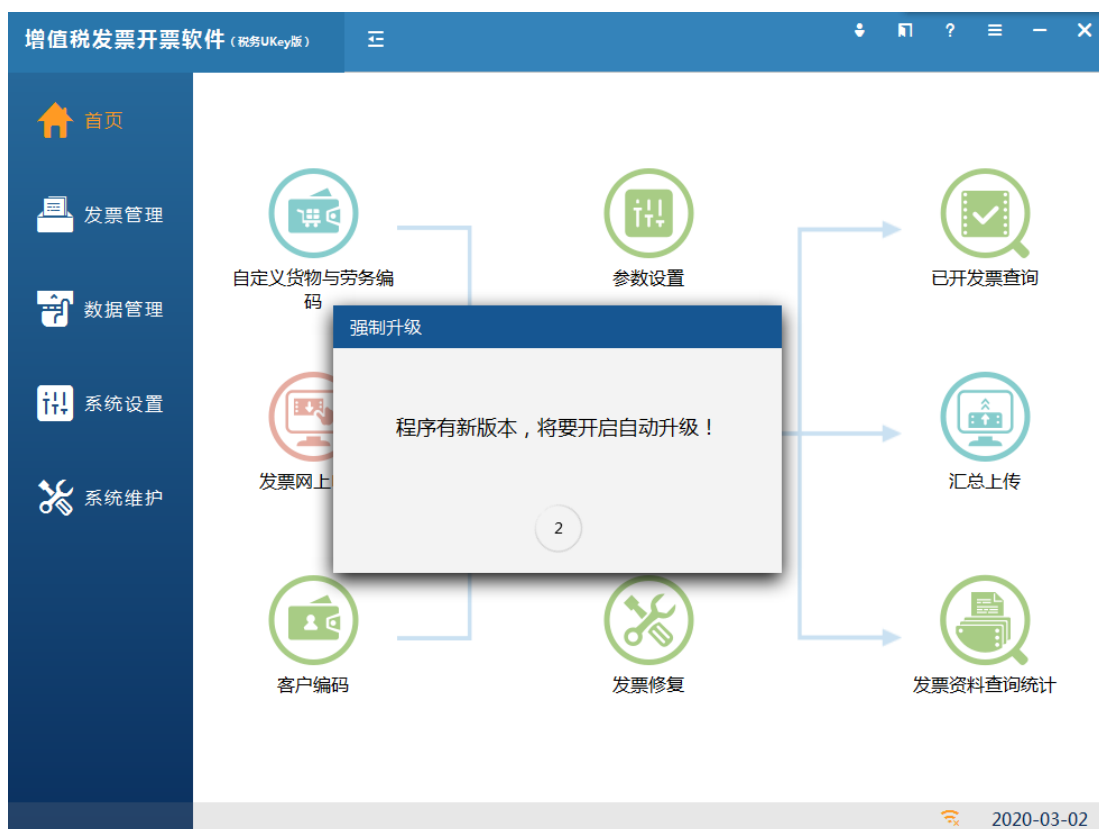 增值税发票开票软件（税务UKey版）
首页
发票管理
数据管理
系统设置
系统维护
自定义货物与劳务编
码
参数设置
已开发票查询
强制升级
程序有新版本，将要开启自动升级！
2
发票网上
汇总上传
客户编码
发票修复
发票资料查询统计
2020-03-02